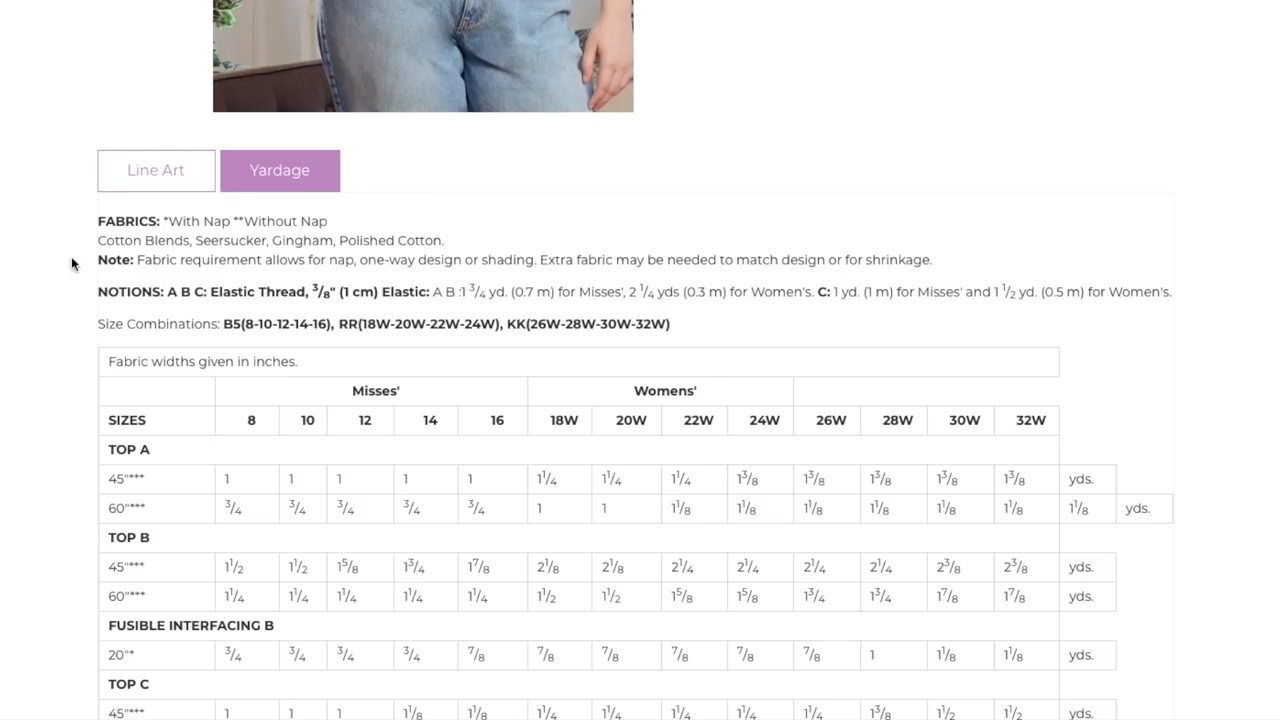 Line Art
Yardage
FABRICS: *With Nap **Without Nap
Cotton Blends, Seersucker, Gingham, Polished Cotton.
Note: Fabric requirement allows for nap, one-way design or shading. Extra fabric may be needed to match design or for shrinkage.
NOTIONS: A B C: Elastic Thread, 3/8" (1 cm) Elastic: A B :1 3/4 yd. (0.7 m) for Misses', 2 1/4 yds (0.3 m) for Women's. C: 1 yd. (1 m) for Misses' and 1 1/2 yd. (0.5 m) for Women's.
Size Combinations: B5(8-10-12-14-16), RR(18W-20W-22W-24W), KK(26W-28W-30W-32W)
Fabric widths given in inches.
Misses' Womens'
SIZES 8 10 12 14 16 18W 20W 22W 24W 26W 28W 30W 32W
TOP A
45"*** 1 1 1 1 1 1 1/4 1 1/4 1 1/4 1 3/8 1 3/8 1 3/8 1 3/8 1 3/8 yds.
60"*** 3/4 3/4 3/4 3/4 3/4 1 1 1 1/8 1 1/8 1 1/8 1 1/8 1 1/8 1 1/8 1 1/8 yds.
TOP B
45"*** 1 1/2 1 1/2 1 5/8 1 3/4 1 7/8 2 1/8 2 1/8 2 1/4 2 1/4 2 1/4 2 1/4 2 3/8 2 3/8 yds.
60"*** 1 1/4 1 1/4 1 1/4 1 1/4 1 1/4 1 1/2 1 1/2 1 5/8 1 5/8 1 3/4 1 3/4 1 7/8 1 7/8 yds.
FUSIBLE INTERFACING B
20"* 3/4 3/4 3/4 3/4 7/8 7/8 7/8 7/8 7/8 7/8 1 1 1/8 1 1/8 yds.
TOP C
45"*** 1 1 1 1 1/8 1 1/8 1 1/4 1 1/4 1 1/4 1 1/4 1 1/4 1 3/8 1 1/2 1 1/2 yds.